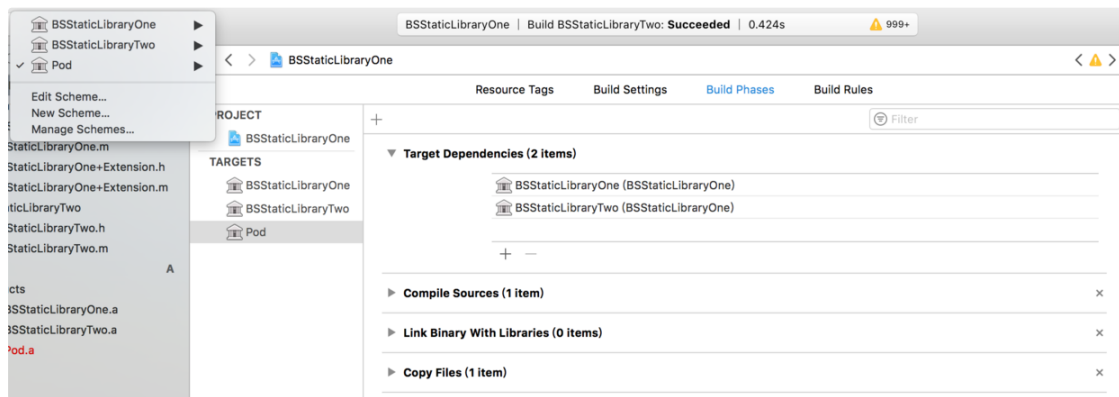 BSStaticLibraryOne
BSStaticLibraryTwo
Pod
Edit Scheme...
New Scheme...
Manage Schemes...
BSStaticLibraryOne | Build BSStaticLibraryTwo: Succeeded | 0.424s
999+
BSStaticLibraryOne
Resource Tags Build Settings Build Phases Build Rules
Filter
StaticLibraryOne.m
StaticLibraryOne+Extension.h
StaticLibraryOne+Extension.m
ticLibraryTwo
StaticLibraryTwo.h
StaticLibraryTwo.m
A
cts
BSStaticLibraryOne.a
BSStaticLibraryTwo.a
Pod.a
ROJECT
BSStaticLibraryOne
TARGETS
BSStaticLibraryOne
BSStaticLibraryTwo
Pod
Target Dependencies (2 items)
BSStaticLibraryOne (BSStaticLibraryOne)
BSStaticLibraryTwo (BSStaticLibraryOne)
Compile Sources (1 item)
Link Binary With Libraries (0 items)
Copy Files (1 item)